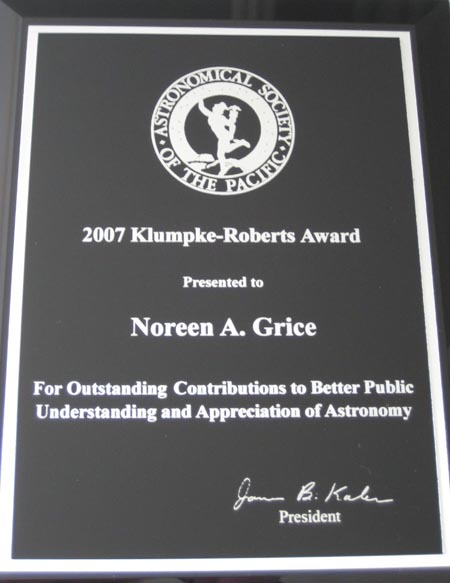 • ASTRONOMICAL SOCIETY •
OF THE PACIFIC
2007 Klumpke-Roberts Award
Presented to
Noreen A. Grice
For Outstanding Contributions to Better Public
Understanding and Appreciation of Astronomy
James B. Kaler
President